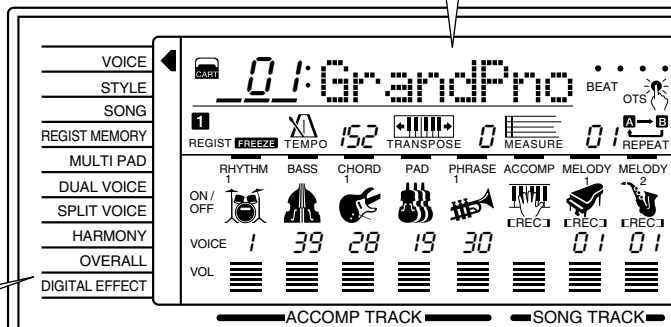 VOICE
STYLE
SONG
REGIST MEMORY
MULTI PAD
DUAL VOICE
SPLIT VOICE
HARMONY
OVERALL
DIGITAL EFFECT
CART
_01:GrandPno
BEAT
OTS
1
REGIST FREEZE TEMPO 152 TRANSPOSE 0 MEASURE 01 A B REPEAT
RHYTHM 1 BASS CHORD 1 PAD PHRASE 1 ACCOMP MELODY 1 MELODY 2
ON / OFF
REC REC REC
VOICE 1 39 28 19 30 01 01
VOL
ACCOMP TRACK SONG TRACK